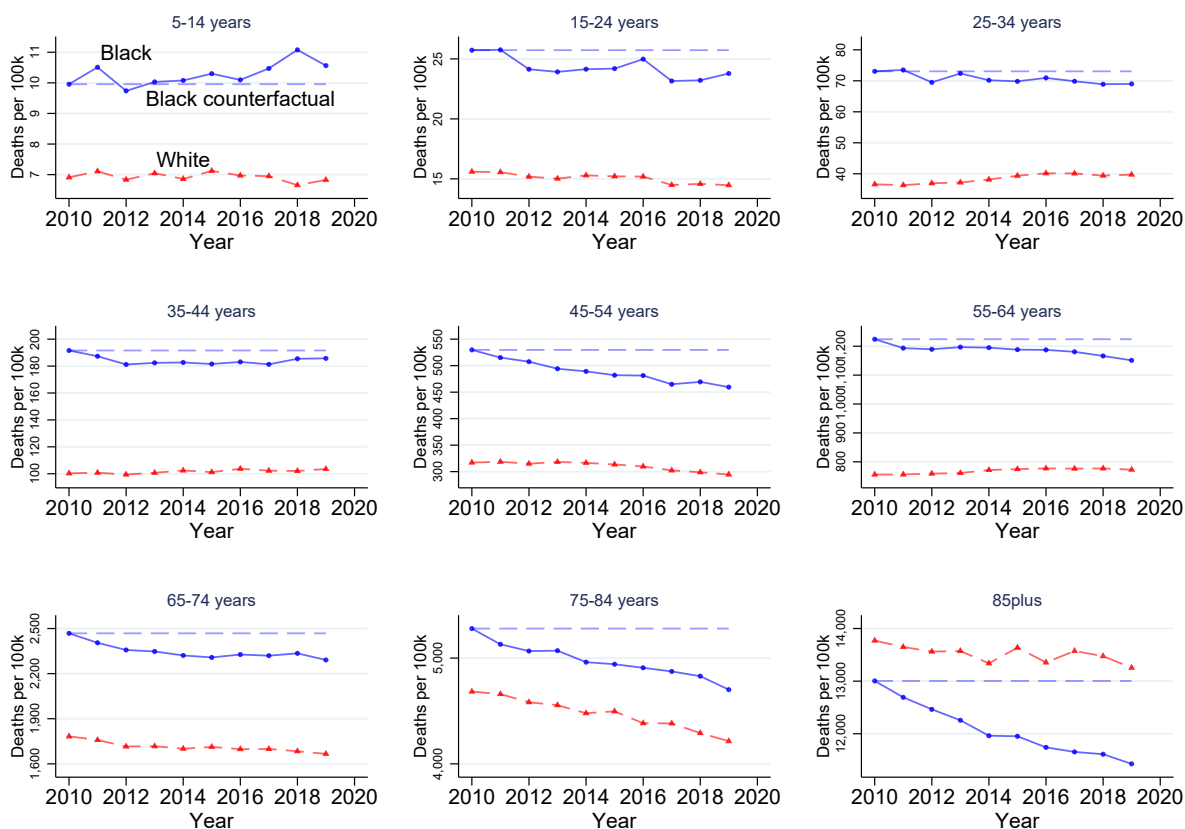 5-14 years
Deaths per 100k
11
10
9
8
7
Black
Black counterfactual
White
2010 2012 2014 2016 2018 2020
Year
15-24 years
Deaths per 100k
25
20
15
2010 2012 2014 2016 2018 2020
Year
25-34 years
Deaths per 100k
80
70
60
50
40
2010 2012 2014 2016 2018 2020
Year
35-44 years
Deaths per 100k
200
180
160
140
120
100
2010 2012 2014 2016 2018 2020
Year
45-54 years
Deaths per 100k
550
500
450
400
350
300
2010 2012 2014 2016 2018 2020
Year
55-64 years
Deaths per 100k
1,200
1,100
1,000
900
800
2010 2012 2014 2016 2018 2020
Year
65-74 years
Deaths per 100k
2,500
2,200
1,900
1,600
2010 2012 2014 2016 2018 2020
Year
75-84 years
Deaths per 100k
5,000
4,000
2010 2012 2014 2016 2018 2020
Year
85plus
Deaths per 100k
14,000
13,000
12,000
2010 2012 2014 2016 2018 2020
Year